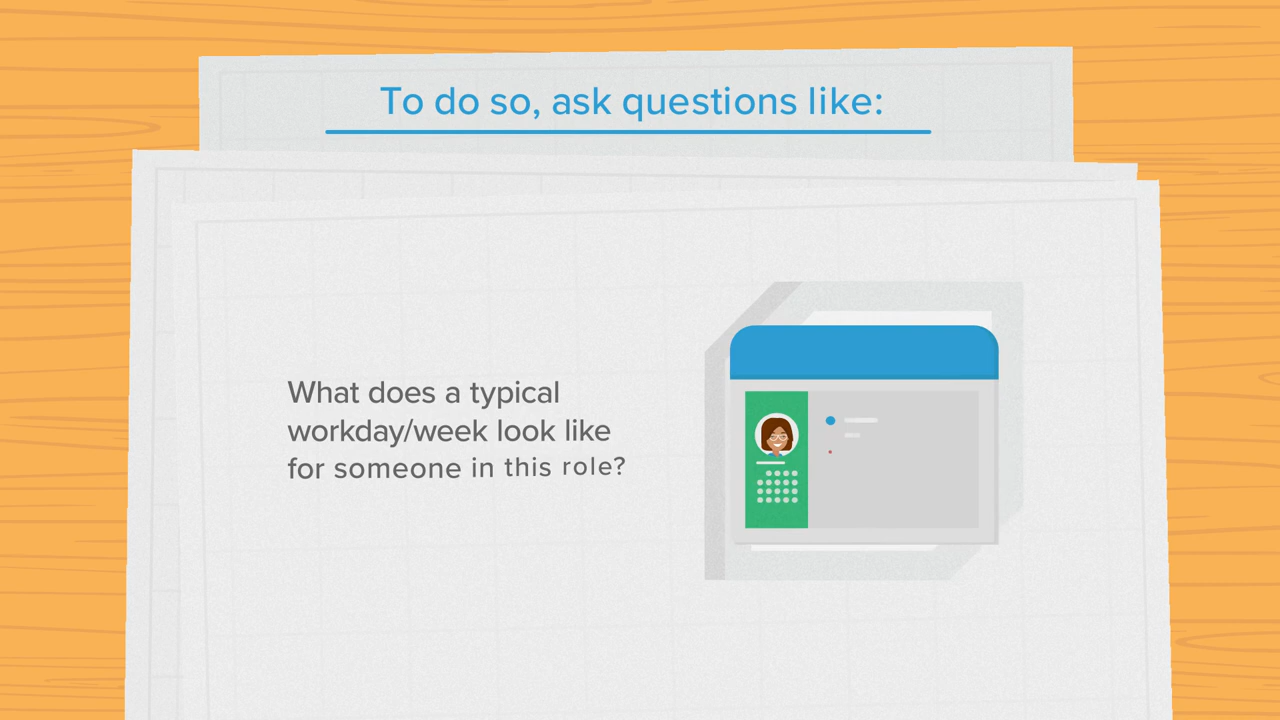 To do so, ask questions like:
What does a typical
workday/week look like
for someone in this role?